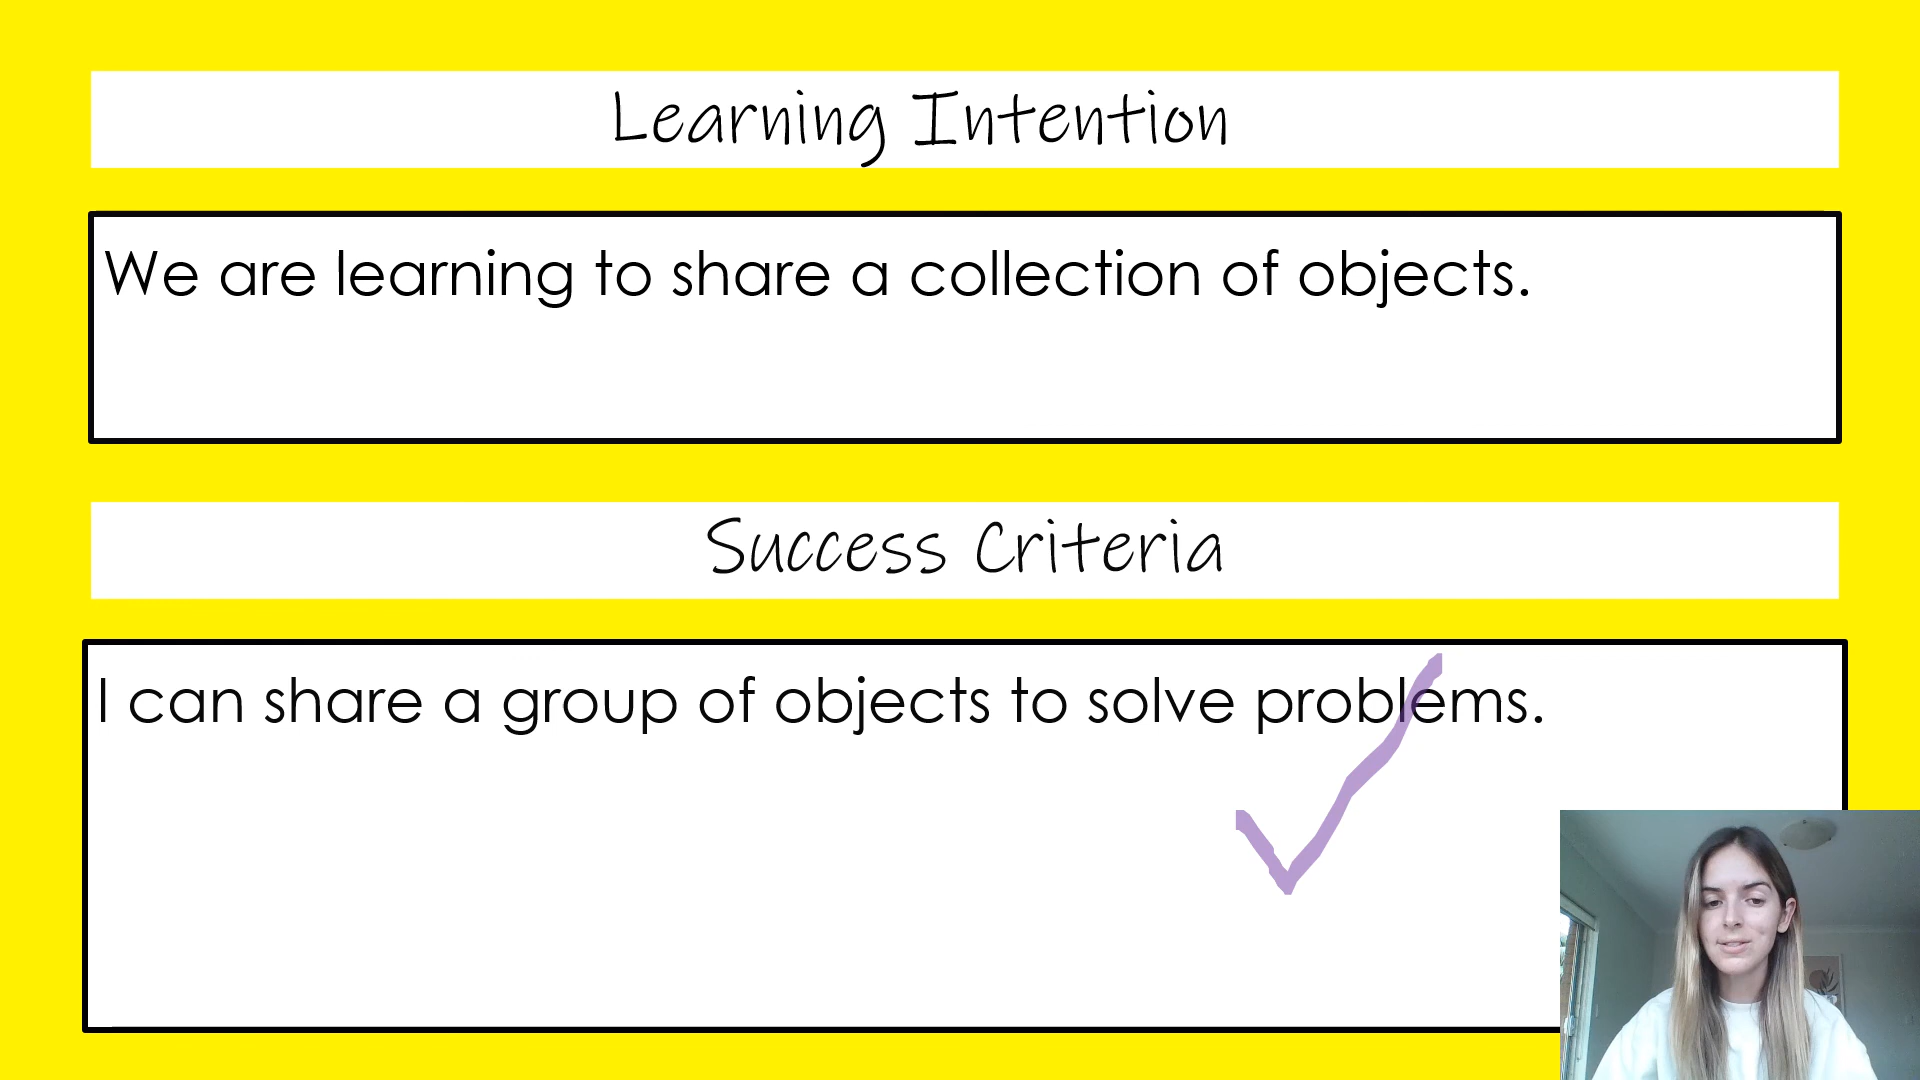 Learning Intention
We are learning to share a collection of objects.
Success Criteria
I can share a group of objects to solve problems.